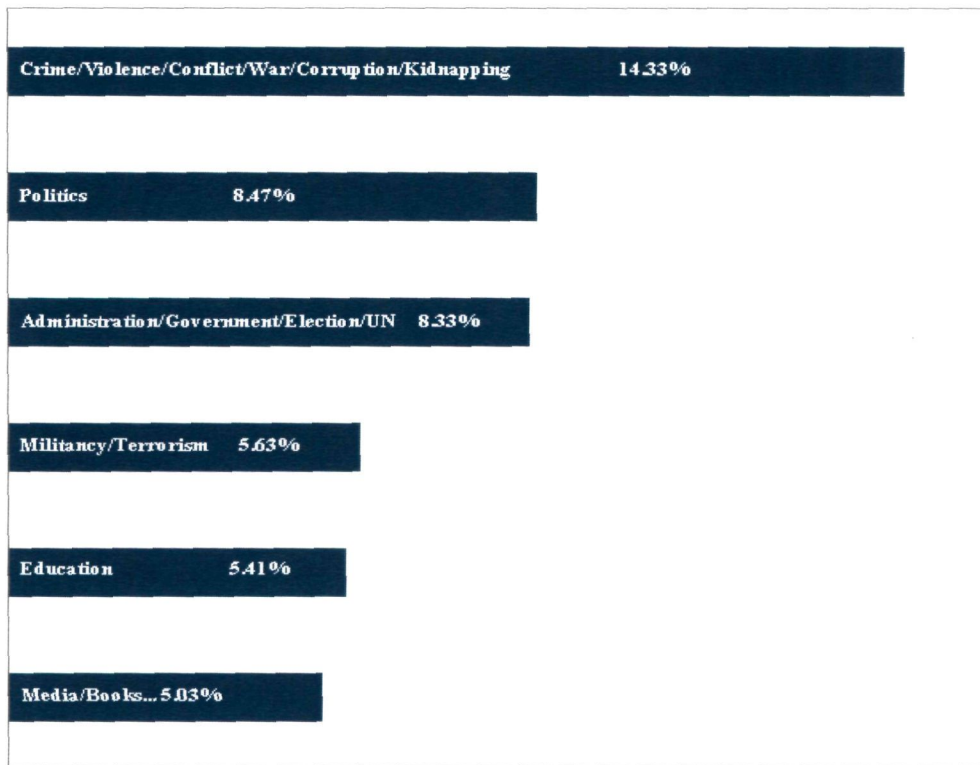 Crime/Violence/Conflict/War/Corruption/Kidnapping 14.33%
Politics 8.47%
Administration/Government/Election/UN 8.33%
Militancy/Terrorism 5.63%
Education 5.41%
Media/Books...5.03%